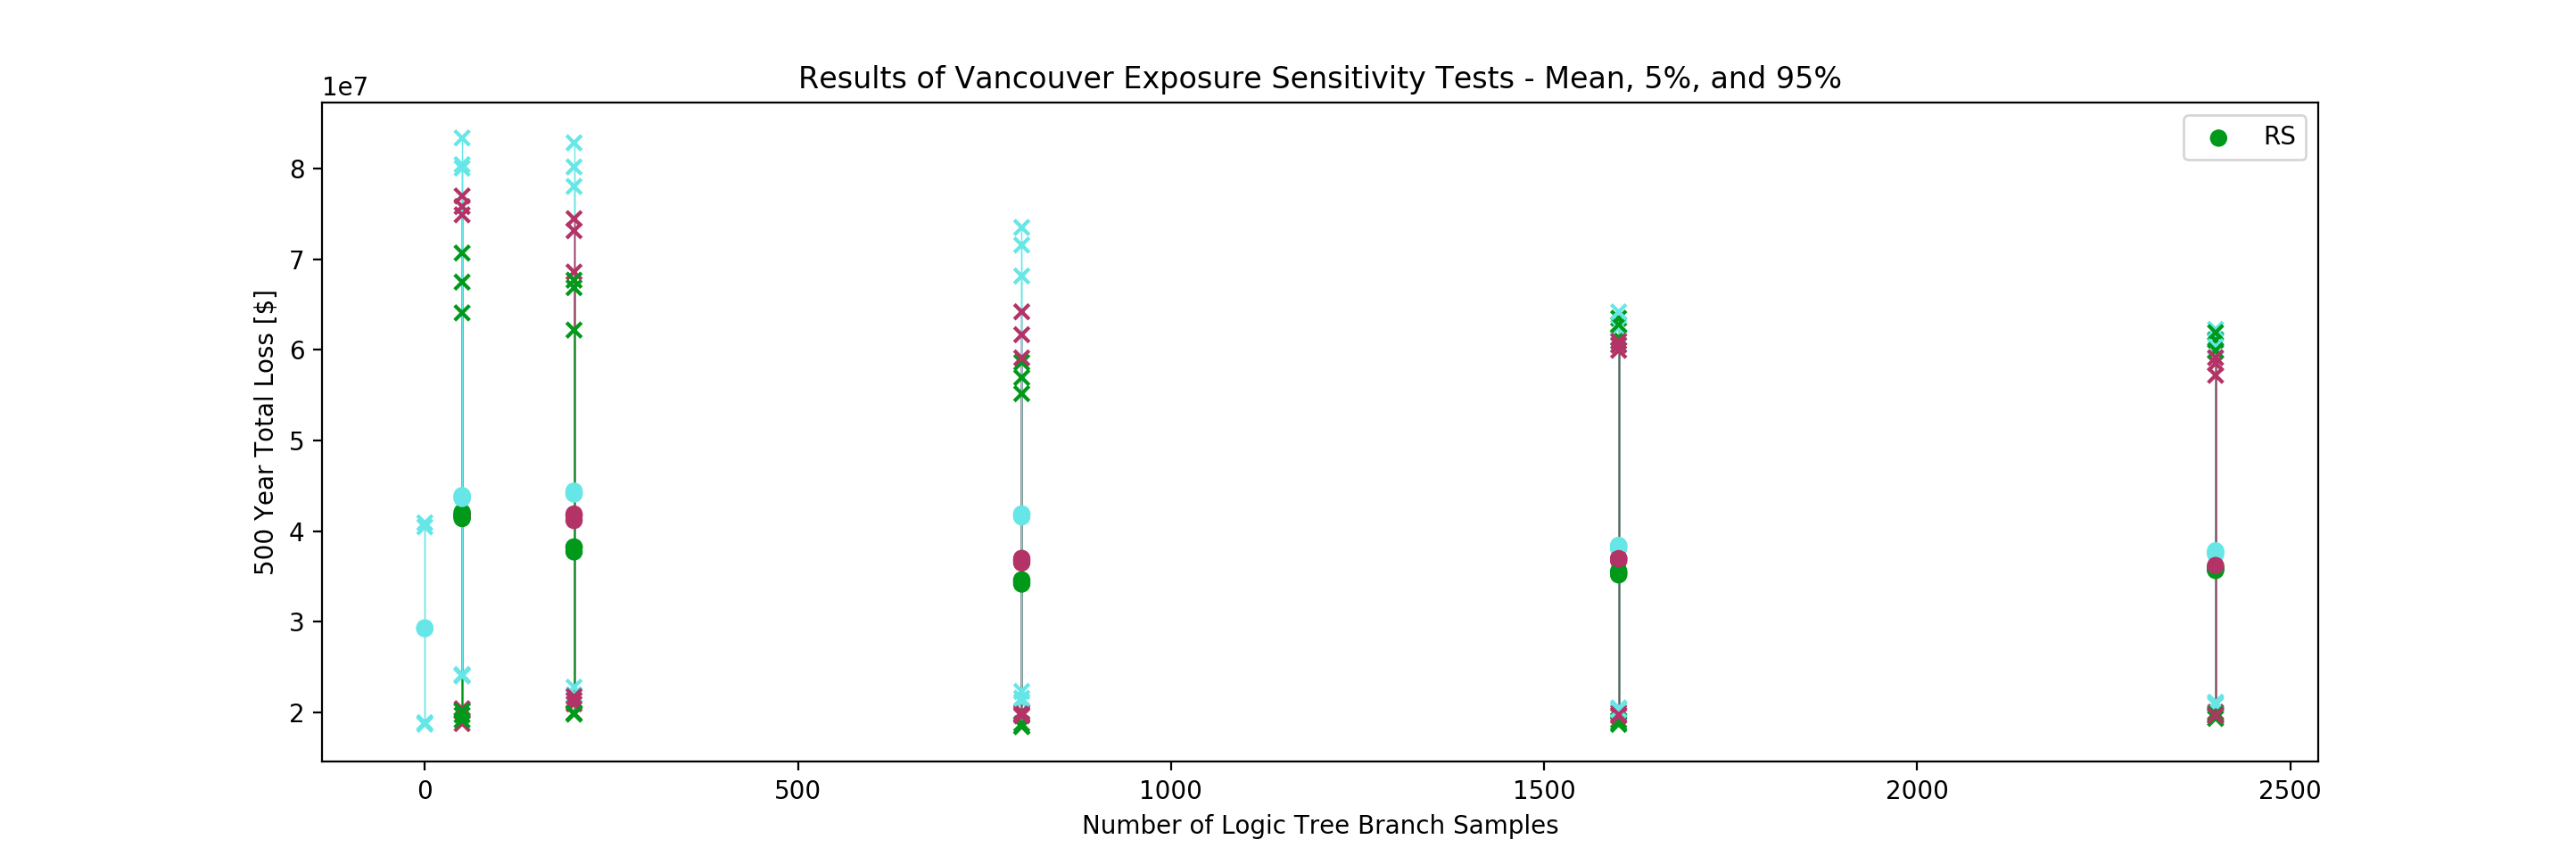 Results of Vancouver Exposure Sensitivity Tests - Mean, 5%, and 95%
1e7
RS
8
7
6
5
4
3
2
500 Year Total Loss [$]
0 500 1000 1500 2000 2500
Number of Logic Tree Branch Samples